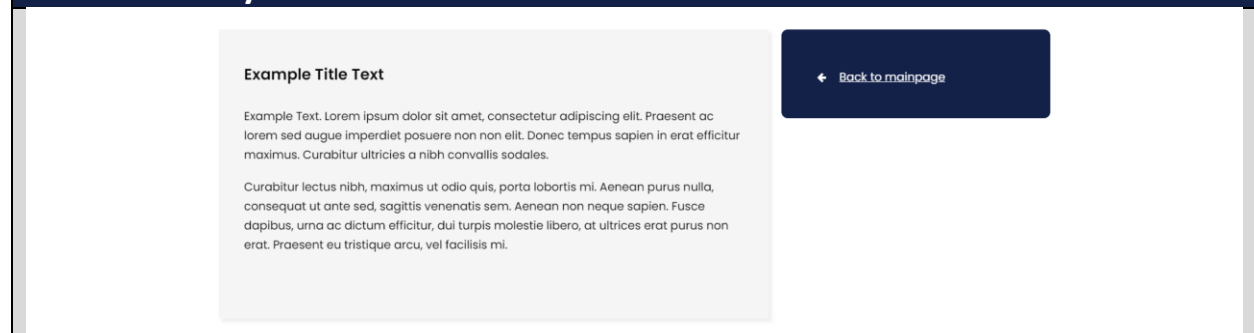 Example Title Text
Example Text. Lorem ipsum dolor sit amet, consectetur adipiscing elit. Praesent ac
lorem sed augue imperdiet posuere non non elit. Donec tempus sapien in erat efficitur
maximus. Curabitur ultricies a nibh convallis sodales.
Curabitur lectus nibh, maximus ut odio quis, porta lobortis mi. Aenean purus nulla,
consequat ut ante sed, sagittis venenatis sem. Aenean non neque sapien. Fusce
dapibus, urna ac dictum efficitur, dui turpis molestie libero, at ultrices erat purus non
erat. Praesent eu tristique arcu, vel facilisis mi.
Back to mainpage